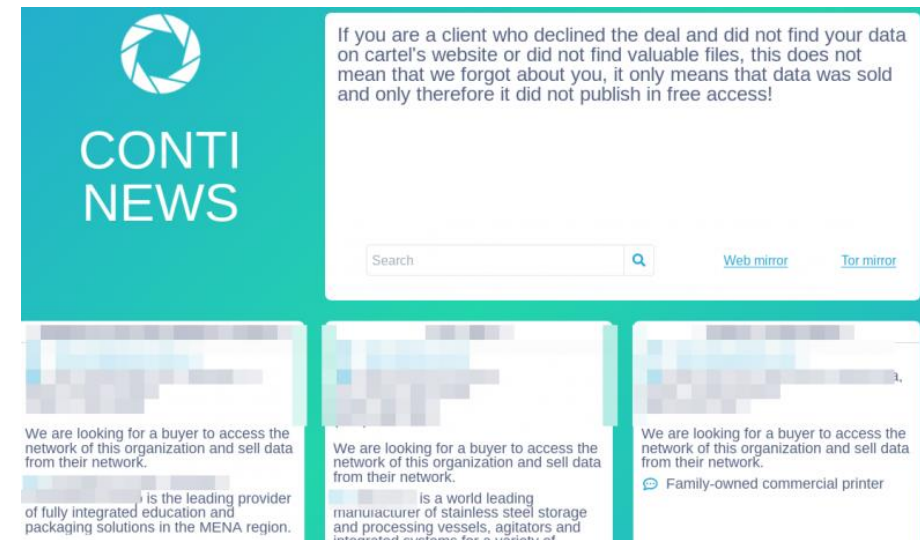 CONTI
NEWS
If you are a client who declined the deal and did not find your data
on cartel's website or did not find valuable files, this does not
mean that we forgot about you, it only means that data was sold
and only therefore it did not publish in free access!
Search
Web mirror
Tor mirror
We are looking for a buyer to access the
network of this organization and sell data
from their network.
is the leading provider
of fully integrated education and
packaging solutions in the MENA region.
We are looking for a buyer to access the
network of this organization and sell data
from their network.
is a world leading
manufacturer of stainless steel storage
and processing vessels, agitators and
integrated systems for a variety of
We are looking for a buyer to access the
network of this organization and sell data
from their network.
Family-owned commercial printer